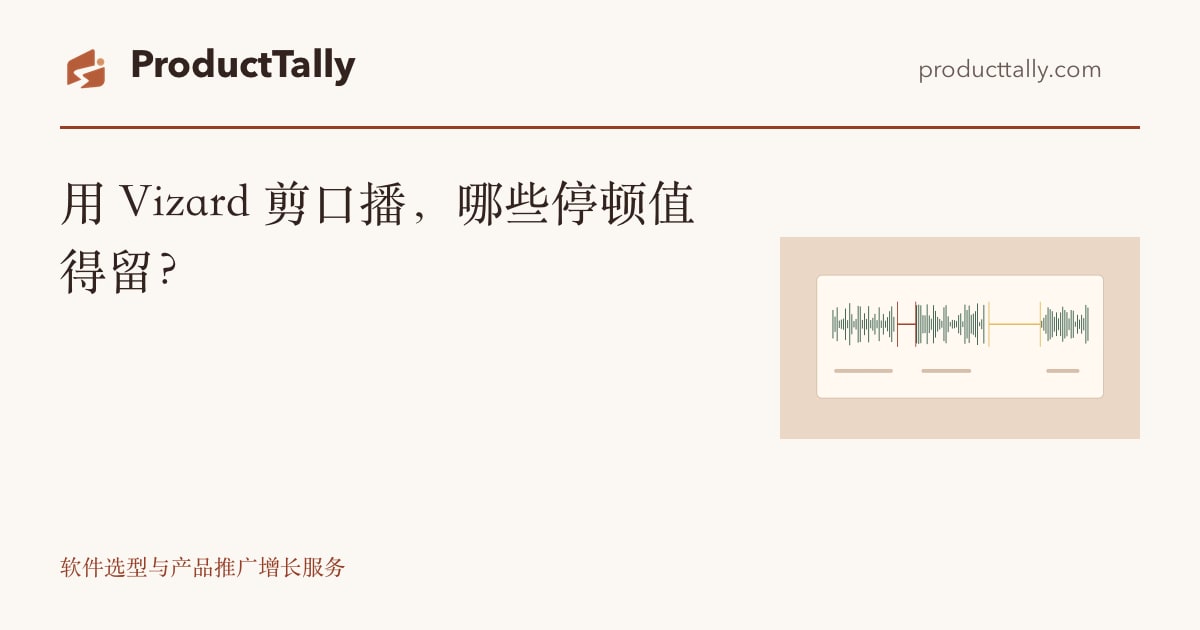 ProductTally
producttally.com
用 Vizard 剪口播，哪些停顿值
得留？
软件选型与产品推广增长服务